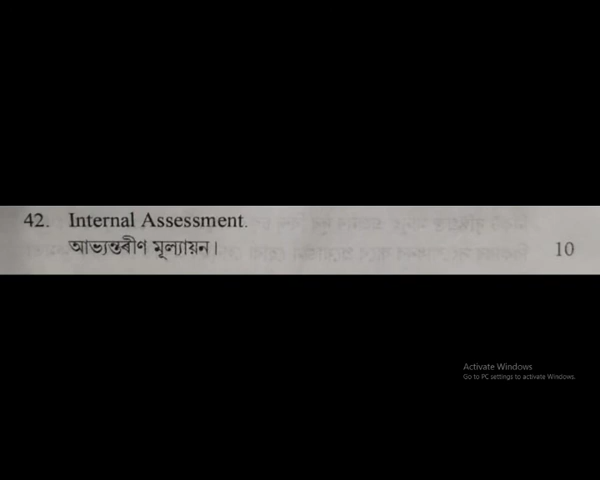 42. Internal Assessment.
আভ্যন্তৰীণ মূল্যায়ন। 10
Activate Windows
Go to PC settings to activate Windows.